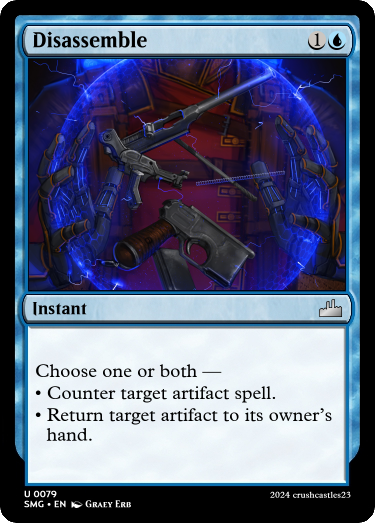 Disassemble 1
Instant
Choose one or both —
• Counter target artifact spell.
• Return target artifact to its owner's
hand.
U 0079
SMG • EN Graey Erb
2024 crushcastles23